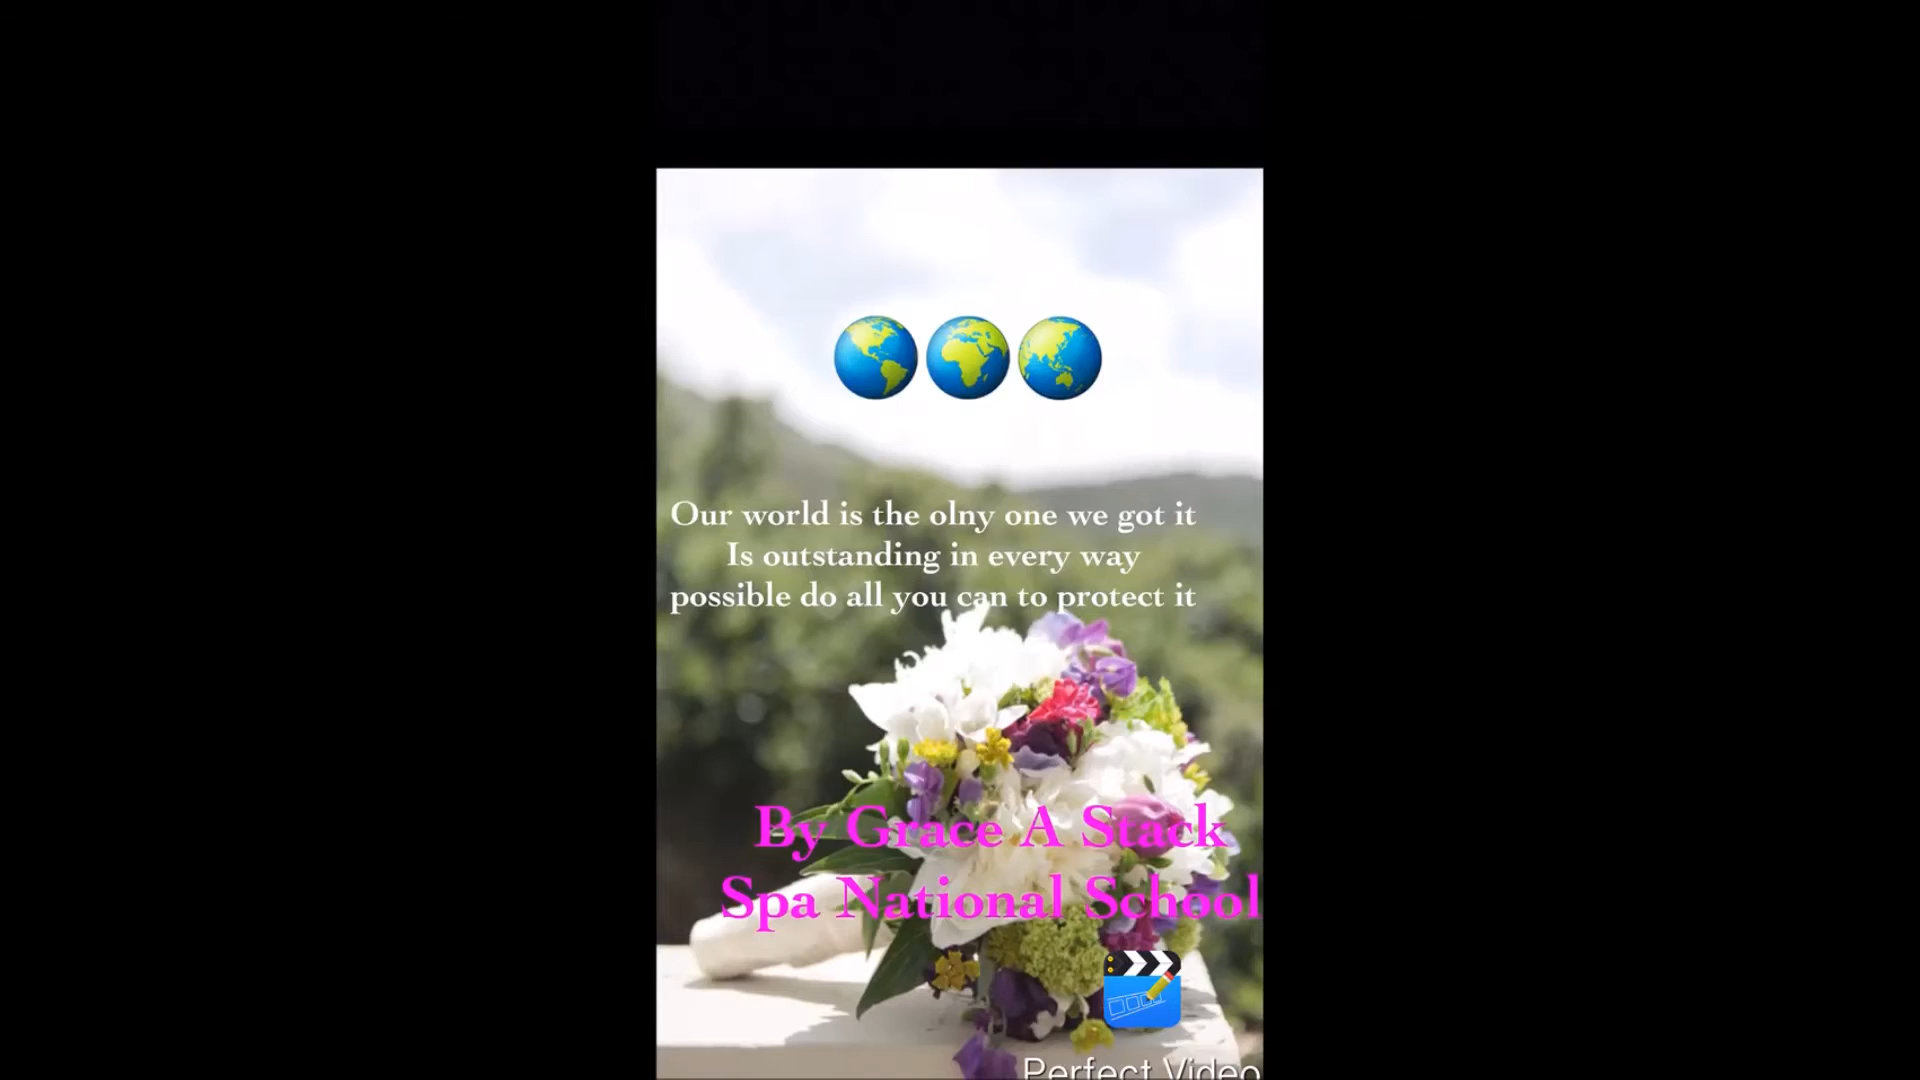 Our world is the olny one we got it
Is outstanding in every way
possible do all you can to protect it
By Grace A Stack
Spa National School
Perfect Video